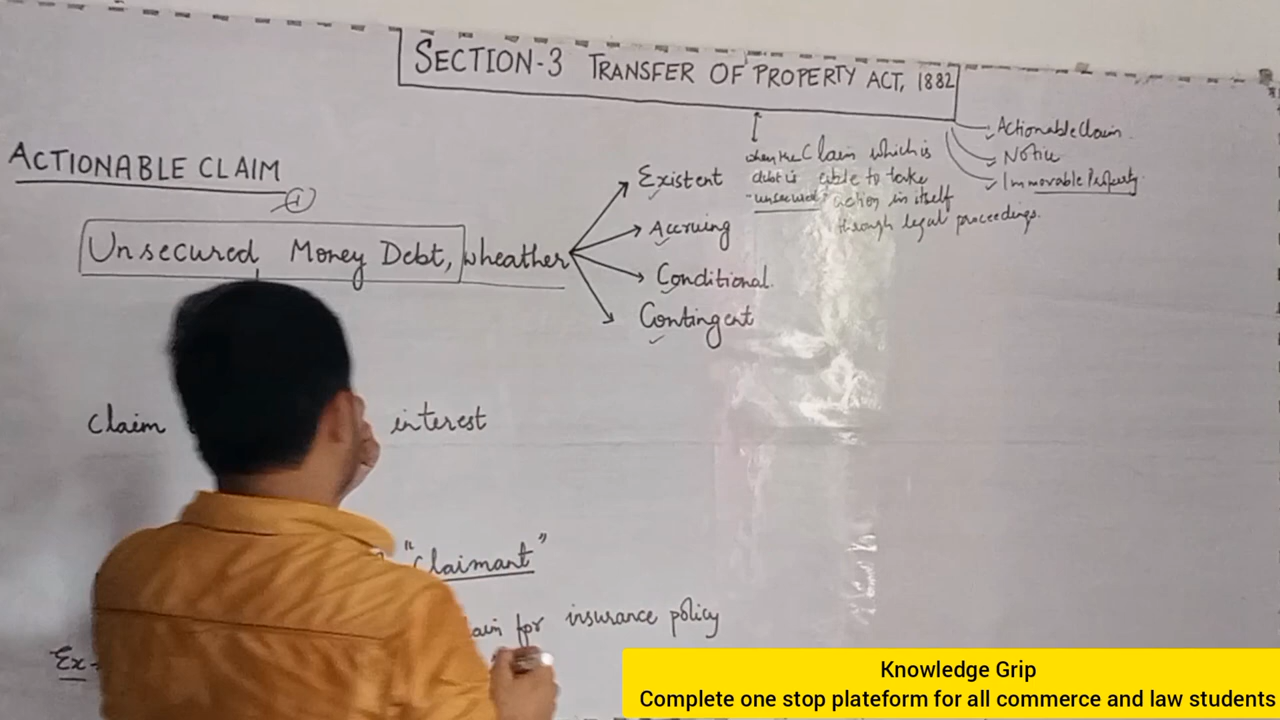 SECTION-3 TRANSFER OF PROPERTY ACT, 1882
Actionable Claim
Notice
Immovable Property
ACTIONABLE CLAIM
1
when the Claim which is
debt is able to take
"unsecured" action in itself
through legal proceedings.
Unsecured Money Debt, wheather
Existent
Accruing
Conditional.
Contingent
Claim interest
"Claimant"
for insurance policy
Ex-
Knowledge Grip
Complete one stop plateform for all commerce and law students